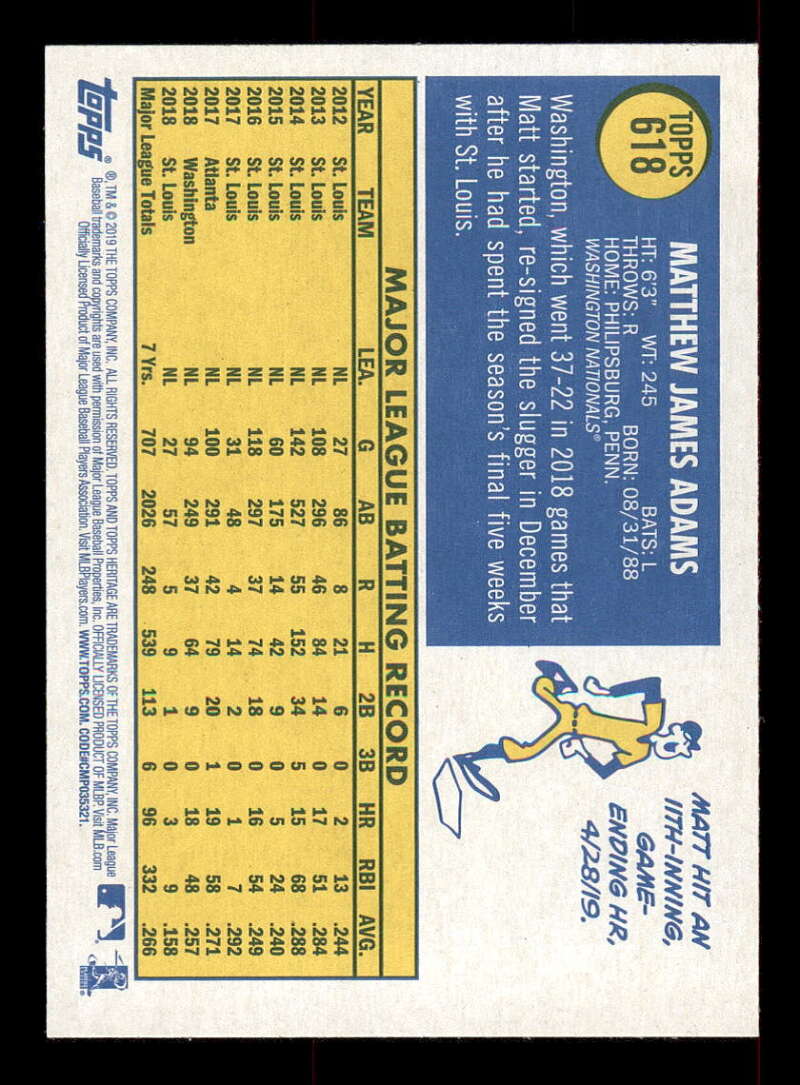 TOPPS
618
MATTHEW JAMES ADAMS
HT: 6'3" WT: 245 BATS: L
THROWS: R BORN: 08/31/88
HOME: PHILIPSBURG, PENN.
WASHINGTON NATIONALS®
Washington, which went 37-22 in 2018 games that
Matt started, re-signed the slugger in December
after he had spent the season's final five weeks
with St. Louis.
MATT HIT AN
11TH-INNING,
GAME-
ENDING HR,
4/28/19.
MAJOR LEAGUE BATTING RECORD
YEAR TEAM LEA. G AB R H 2B 3B HR RBI AVG.
2012 St. Louis NL 27 86 8 21 6 0 2 13 .244
2013 St. Louis NL 108 296 46 84 14 0 17 51 .284
2014 St. Louis NL 142 527 55 152 34 5 15 68 .288
2015 St. Louis NL 60 175 14 42 9 0 5 24 .240
2016 St. Louis NL 118 297 37 74 18 0 16 54 .249
2017 St. Louis NL 31 48 4 14 2 0 1 7 .292
2017 Atlanta NL 100 291 42 79 20 1 19 58 .271
2018 Washington NL 94 249 37 64 9 0 18 48 .257
2018 St. Louis NL 27 57 5 9 1 0 3 9 .158
Major League Totals 7 Yrs. 707 2026 248 539 113 6 96 332 .266
topps®
®, TM & © 2019 THE TOPPS COMPANY, INC. ALL RIGHTS RESERVED. TOPPS AND TOPPS HERITAGE ARE TRADEMARKS OF THE TOPPS COMPANY, INC. Major League
Baseball trademarks and copyrights are used with permission of Major League Baseball Properties, Inc. OFFICIALLY LICENSED PRODUCT OF MLBP. Visit MLB.com
Officially Licensed Product of Major League Baseball Players Association. Visit MLBPlayers.com. WWW.TOPPS.COM. CODE#CMP035321.